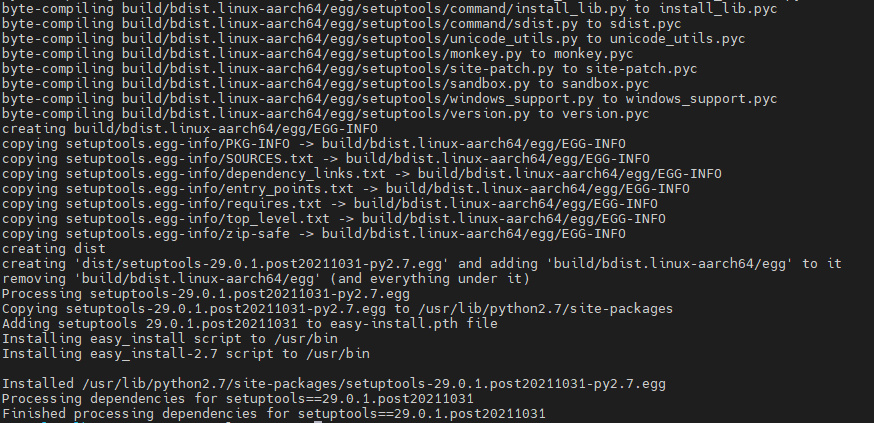 byte-compiling build/bdist.linux-aarch64/egg/setuptools/command/install_lib.py to install_lib.pyc
byte-compiling build/bdist.linux-aarch64/egg/setuptools/command/sdist.py to sdist.pyc
byte-compiling build/bdist.linux-aarch64/egg/setuptools/unicode_utils.py to unicode_utils.pyc
byte-compiling build/bdist.linux-aarch64/egg/setuptools/monkey.py to monkey.pyc
byte-compiling build/bdist.linux-aarch64/egg/setuptools/site-patch.py to site-patch.pyc
byte-compiling build/bdist.linux-aarch64/egg/setuptools/sandbox.py to sandbox.pyc
byte-compiling build/bdist.linux-aarch64/egg/setuptools/windows_support.py to windows_support.pyc
byte-compiling build/bdist.linux-aarch64/egg/setuptools/version.py to version.pyc
creating build/bdist.linux-aarch64/egg/EGG-INFO
copying setuptools.egg-info/PKG-INFO -> build/bdist.linux-aarch64/egg/EGG-INFO
copying setuptools.egg-info/SOURCES.txt -> build/bdist.linux-aarch64/egg/EGG-INFO
copying setuptools.egg-info/dependency_links.txt -> build/bdist.linux-aarch64/egg/EGG-INFO
copying setuptools.egg-info/entry_points.txt -> build/bdist.linux-aarch64/egg/EGG-INFO
copying setuptools.egg-info/requires.txt -> build/bdist.linux-aarch64/egg/EGG-INFO
copying setuptools.egg-info/top_level.txt -> build/bdist.linux-aarch64/egg/EGG-INFO
copying setuptools.egg-info/zip-safe -> build/bdist.linux-aarch64/egg/EGG-INFO
creating dist
creating 'dist/setuptools-29.0.1.post20211031-py2.7.egg' and adding 'build/bdist.linux-aarch64/egg' to it
removing 'build/bdist.linux-aarch64/egg' (and everything under it)
Processing setuptools-29.0.1.post20211031-py2.7.egg
Copying setuptools-29.0.1.post20211031-py2.7.egg to /usr/lib/python2.7/site-packages
Adding setuptools 29.0.1.post20211031 to easy-install.pth file
Installing easy_install script to /usr/bin
Installing easy_install-2.7 script to /usr/bin

Installed /usr/lib/python2.7/site-packages/setuptools-29.0.1.post20211031-py2.7.egg
Processing dependencies for setuptools==29.0.1.post20211031
Finished processing dependencies for setuptools==29.0.1.post20211031